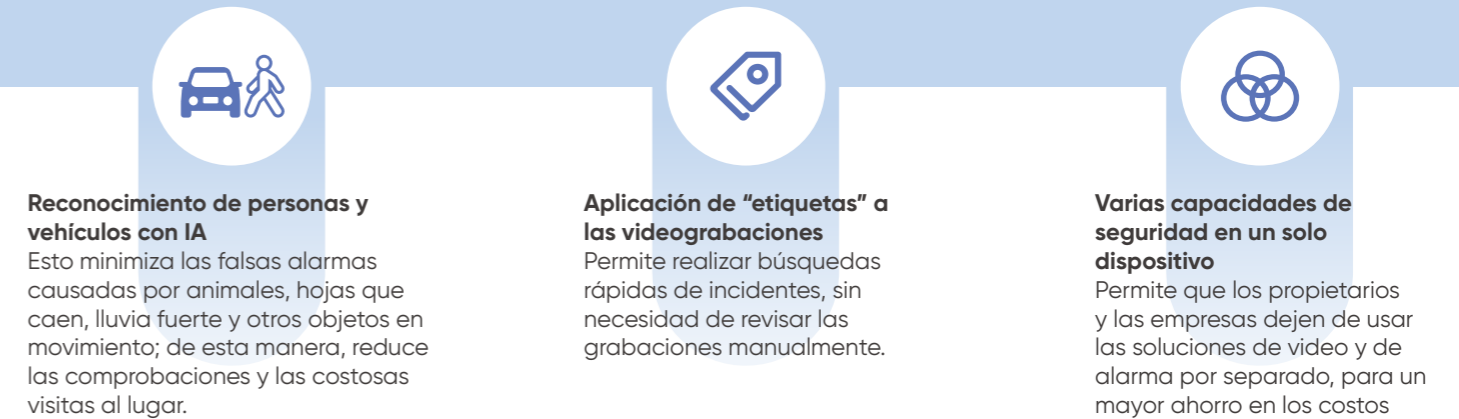 Reconocimiento de personas y
vehículos con IA
Esto minimiza las falsas alarmas
causadas por animales, hojas que
caen, lluvia fuerte y otros objetos en
movimiento; de esta manera, reduce
las comprobaciones y las costosas
visitas al lugar.
Aplicación de “etiquetas” a
las videograbaciones
Permite realizar búsquedas
rápidas de incidentes, sin
necesidad de revisar las
grabaciones manualmente.
Varias capacidades de
seguridad en un solo
dispositivo
Permite que los propietarios
y las empresas dejen de usar
las soluciones de video y de
alarma por separado, para un
mayor ahorro en los costos